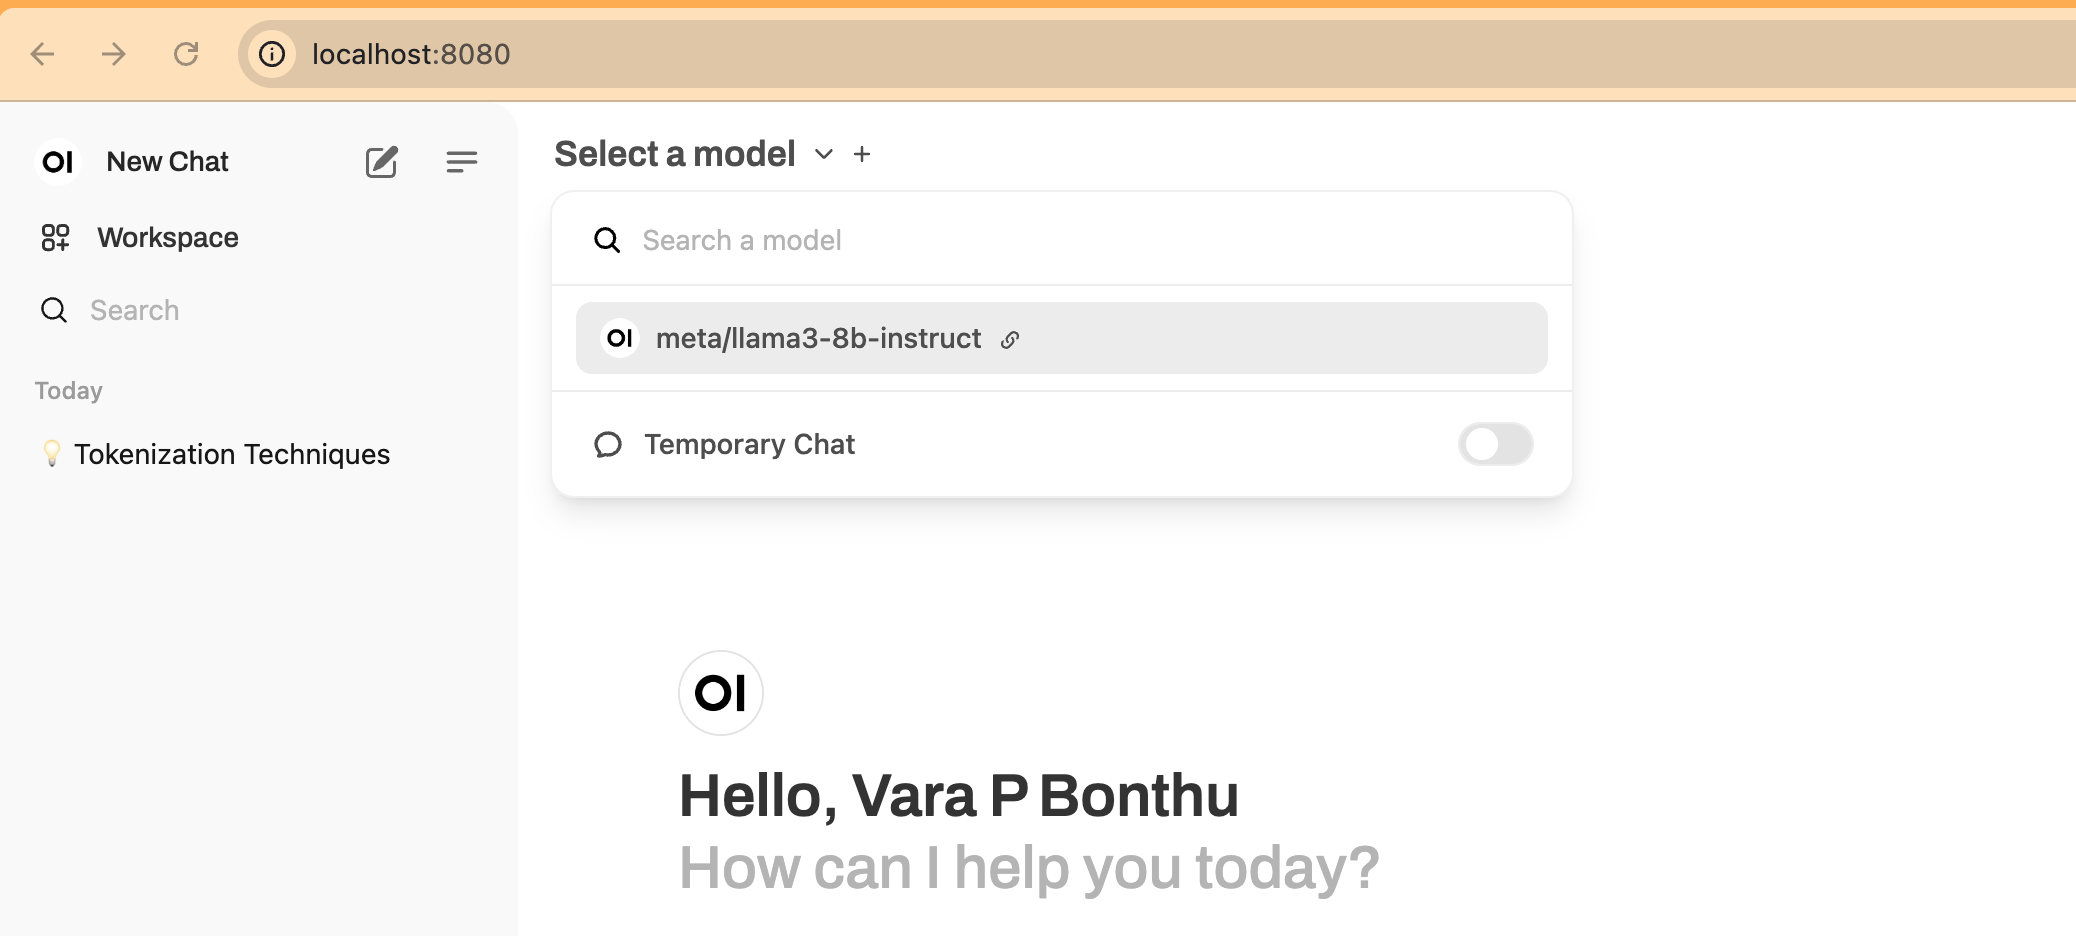 localhost:8080
OI New Chat
Workspace
Search
Today
Tokenization Techniques
Select a model
Search a model
OI meta/llama3-8b-instruct
Temporary Chat
OI
Hello, Vara P Bonthu
How can I help you today?